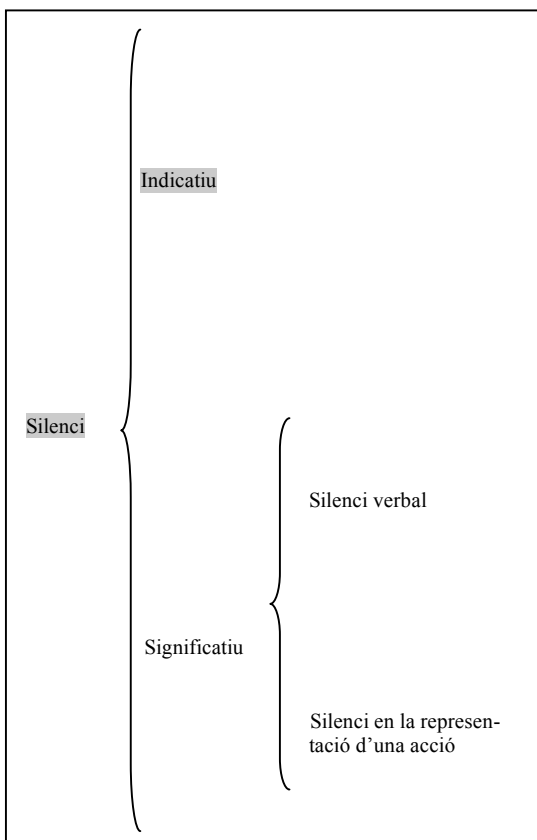 Indicatiu
Silenci
Silenci verbal
Significatiu
Silenci en la represen-
tació d’una acció